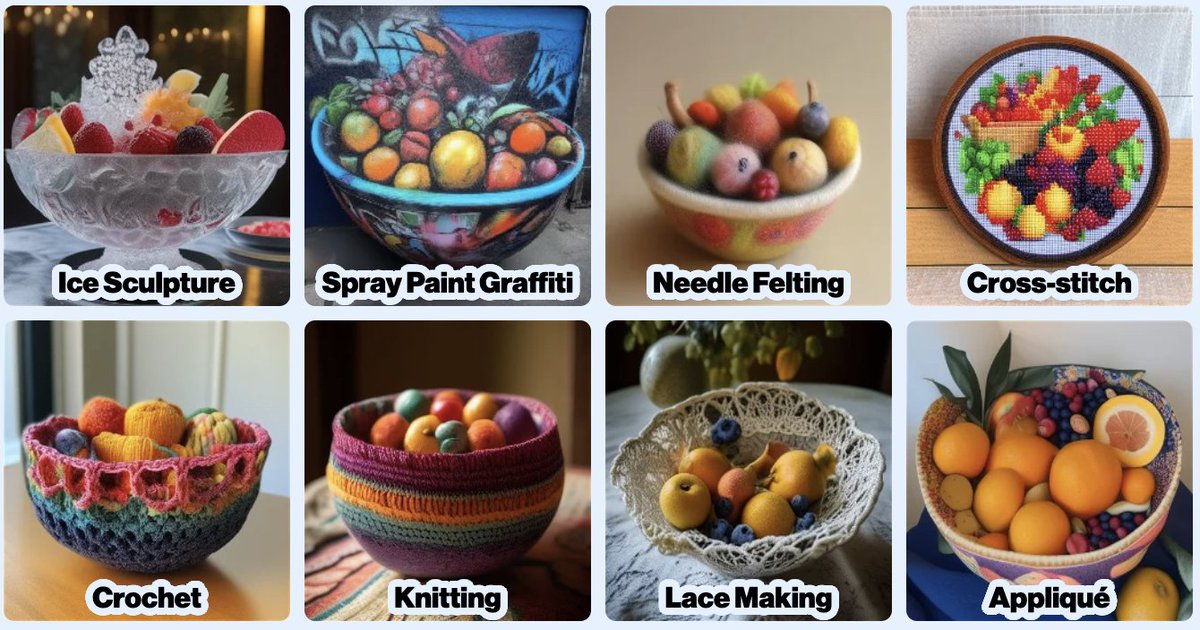 Ice Sculpture
Spray Paint Graffiti
Needle Felting
Cross-stitch
Crochet
Knitting
Lace Making
Appliqué